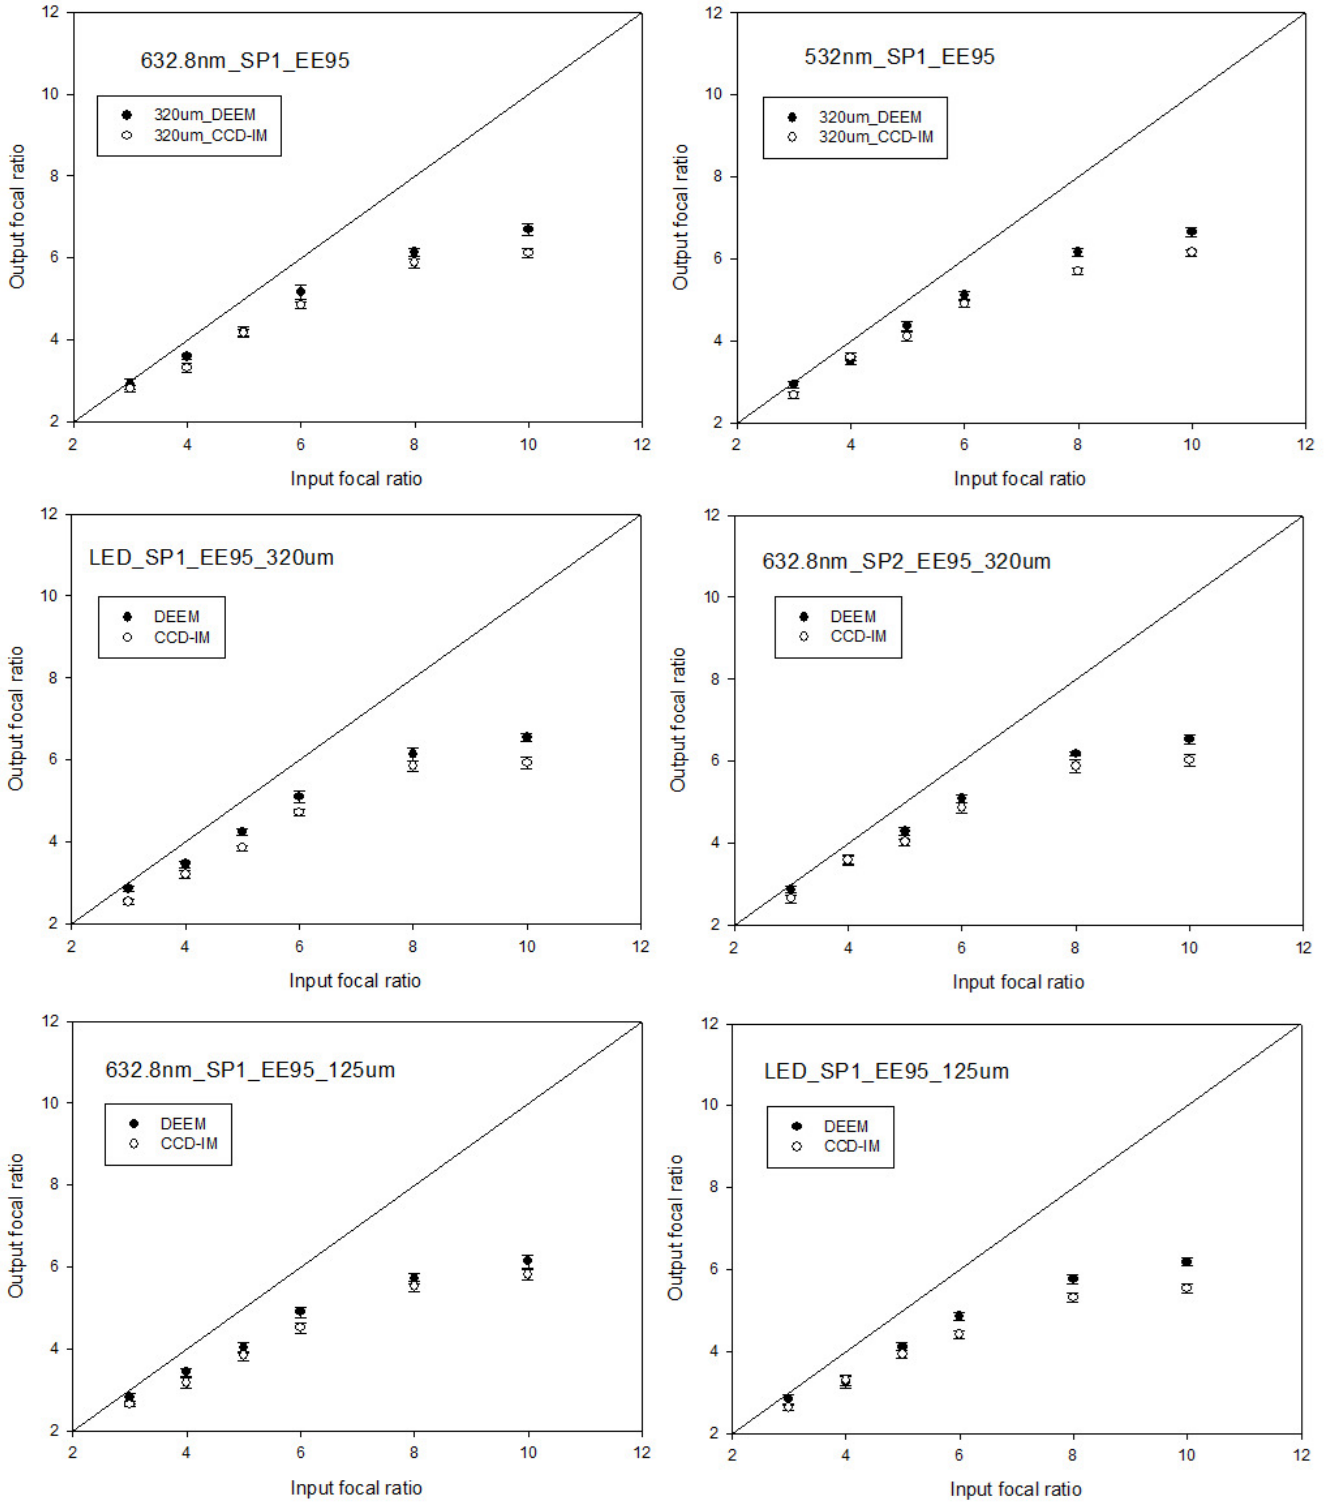 632.8nm_SP1_EE95
320um_DEEM
320um_CCD-IM
Output focal ratio
12
10
8
6
4
2
2 4 6 8 10 12
Input focal ratio
532nm_SP1_EE95
320um_DEEM
320um_CCD-IM
Output focal ratio
12
10
8
6
4
2
2 4 6 8 10 12
Input focal ratio
LED_SP1_EE95_320um
DEEM
CCD-IM
Output focal ratio
12
10
8
6
4
2
2 4 6 8 10 12
Input focal ratio
632.8nm_SP2_EE95_320um
DEEM
CCD-IM
Output focal ratio
12
10
8
6
4
2
2 4 6 8 10 12
Input focal ratio
632.8nm_SP1_EE95_125um
DEEM
CCD-IM
Output focal ratio
12
10
8
6
4
2
2 4 6 8 10 12
Input focal ratio
LED_SP1_EE95_125um
DEEM
CCD-IM
Output focal ratio
12
10
8
6
4
2
2 4 6 8 10 12
Input focal ratio